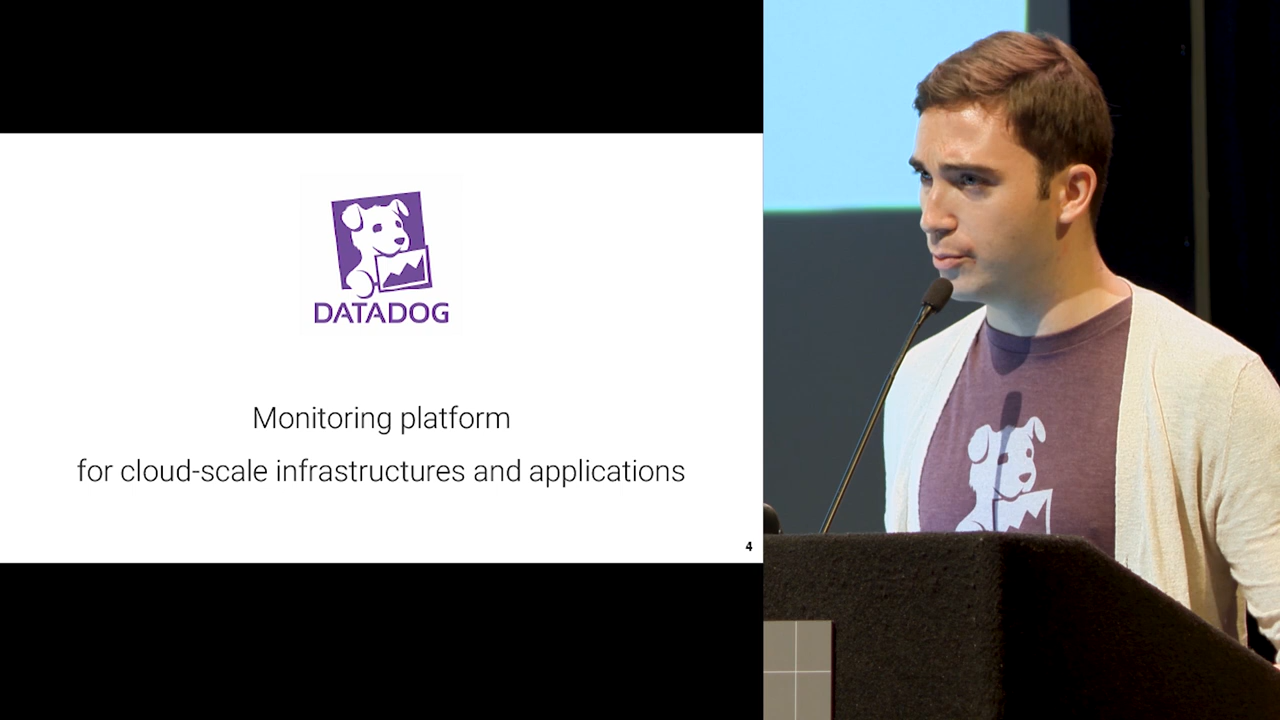 DATADOG
Monitoring platform
for cloud-scale infrastructures and applications
4